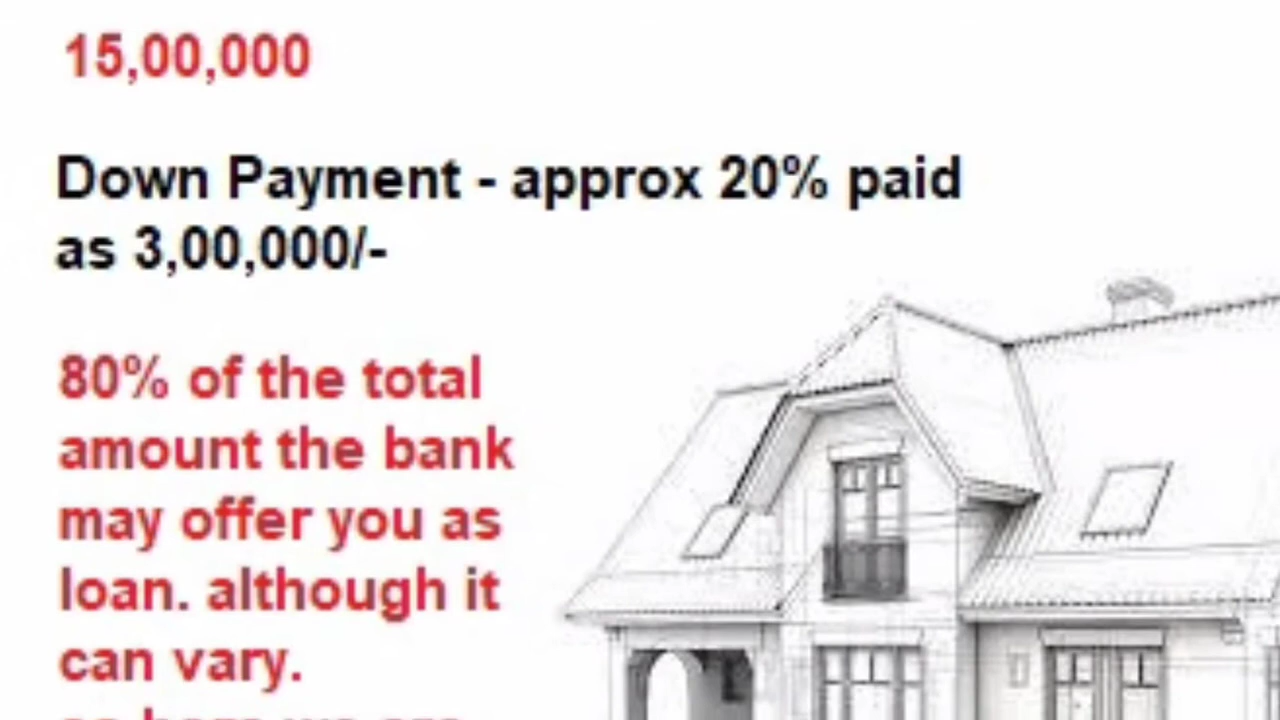 15,00,000
Down Payment - approx 20% paid
as 3,00,000/-
80% of the total
amount the bank
may offer you as
loan. although it
can vary.